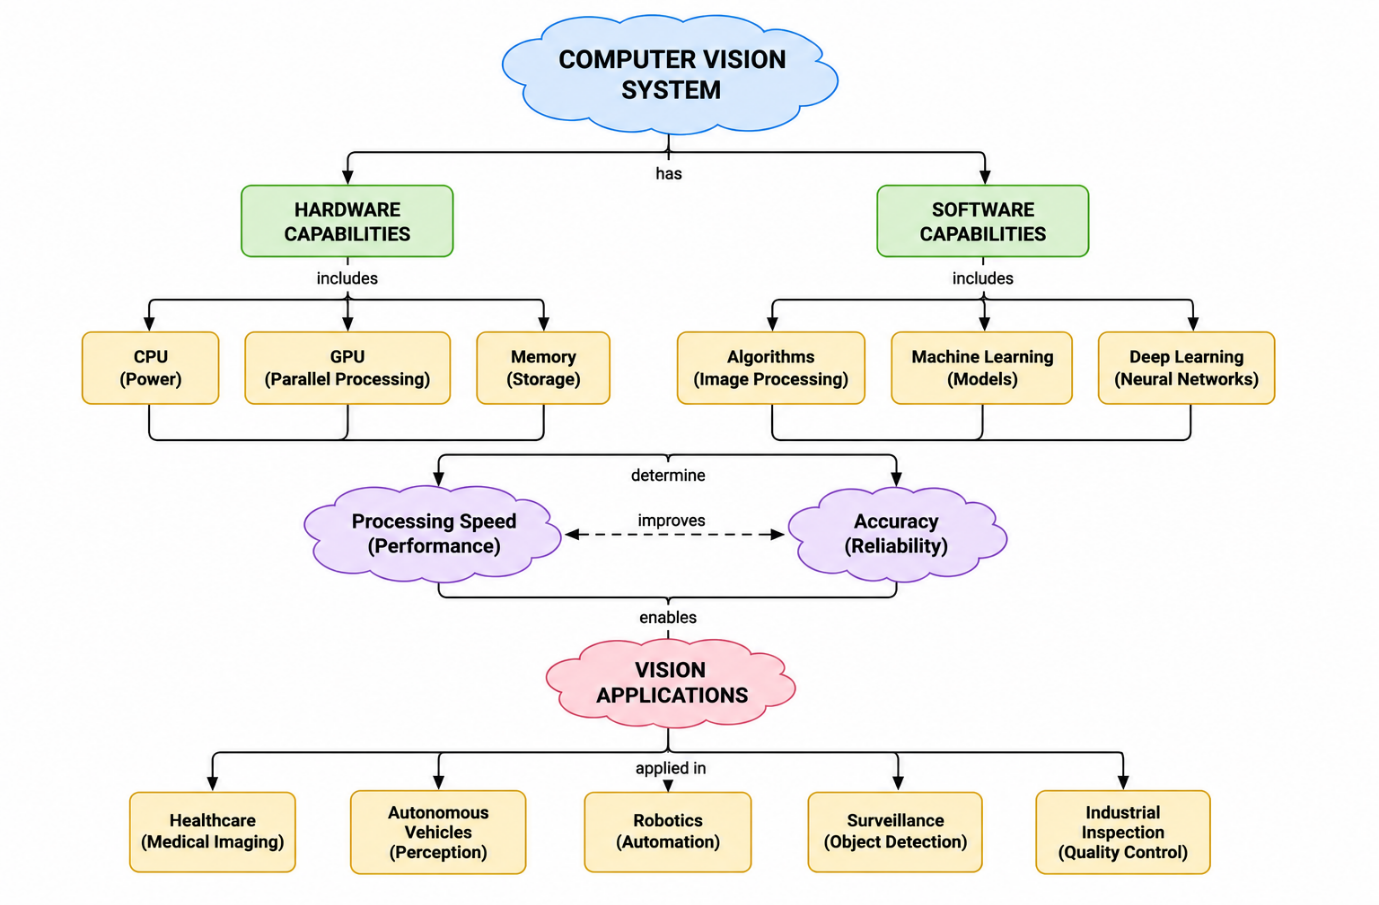 COMPUTER VISION
SYSTEM
has
HARDWARE
CAPABILITIES
SOFTWARE
CAPABILITIES
includes
includes
CPU
(Power)
GPU
(Parallel Processing)
Memory
(Storage)
Algorithms
(Image Processing)
Machine Learning
(Models)
Deep Learning
(Neural Networks)
determine
Processing Speed
(Performance)
improves
Accuracy
(Reliability)
enables
VISION
APPLICATIONS
applied in
Healthcare
(Medical Imaging)
Autonomous
Vehicles
(Perception)
Robotics
(Automation)
Surveillance
(Object Detection)
Industrial
Inspection
(Quality Control)